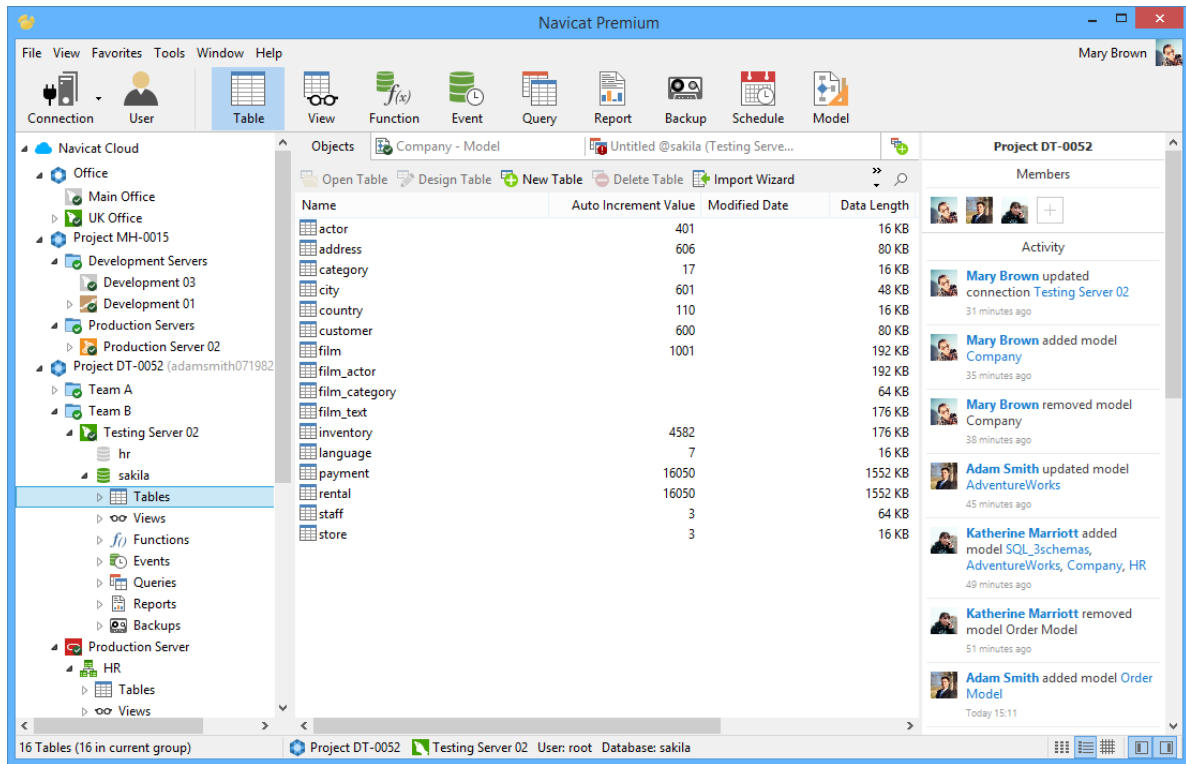 Navicat Premium
File View Favorites Tools Window Help
Mary Brown
Connection User Table View Function Event Query Report Backup Schedule Model
Navicat Cloud
Office
Main Office
UK Office
Project MH-0015
Development Servers
Development 03
Development 01
Production Servers
Production Server 02
Project DT-0052 (adamsmith071982
Team A
Team B
Testing Server 02
hr
sakila
Tables
Views
Functions
Events
Queries
Reports
Backups
Production Server
HR
Tables
Views
Objects Company - Model Untitled @sakila (Testing Serve...
Open Table Design Table New Table Delete Table Import Wizard
Name Auto Increment Value Modified Date Data Length
actor 401 16 KB
address 606 80 KB
category 17 16 KB
city 601 48 KB
country 110 16 KB
customer 600 80 KB
film 1001 192 KB
film_actor 192 KB
film_category 64 KB
film_text 176 KB
inventory 4582 176 KB
language 7 16 KB
payment 16050 1552 KB
rental 16050 1552 KB
staff 3 64 KB
store 3 16 KB
Project DT-0052
Members
Activity
Mary Brown updated
connection Testing Server 02
31 minutes ago
Mary Brown added model
Company
35 minutes ago
Mary Brown removed model
Company
38 minutes ago
Adam Smith updated model
AdventureWorks
45 minutes ago
Katherine Marriott added
model SQL_3schemas,
AdventureWorks, Company, HR
49 minutes ago
Katherine Marriott removed
model Order Model
51 minutes ago
Adam Smith added model Order
Model
Today 15:11
16 Tables (16 in current group) Project DT-0052 Testing Server 02 User: root Database: sakila